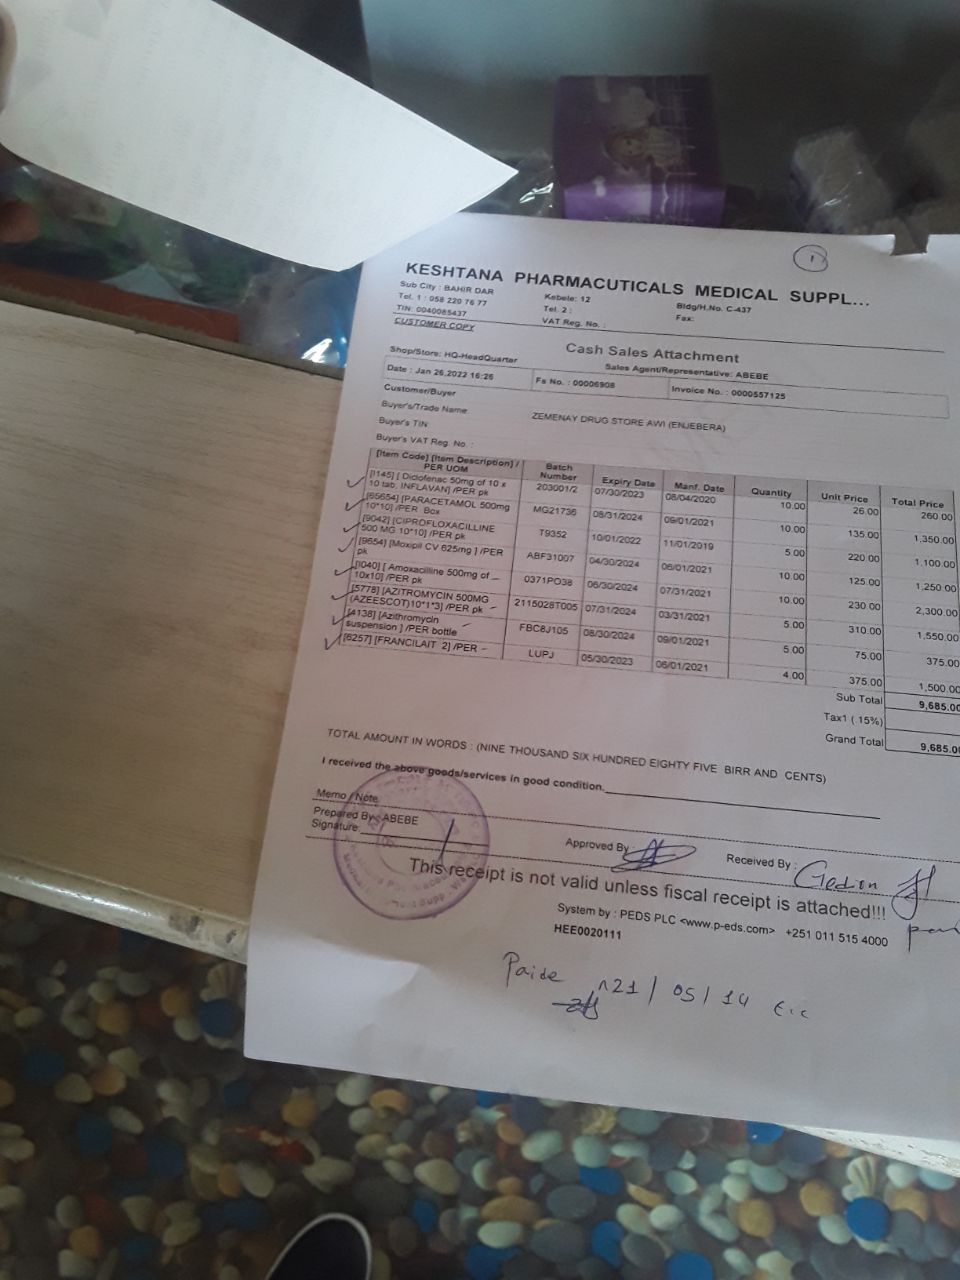 1
KESHTANA PHARMACUTICALS MEDICAL SUPPL...
Sub City : BAHIR DAR Kebele: 12 Bldg/H.No. C-437
Tel. 1 : 058 220 76 77 Tel. 2 : Fax:
TIN: 0040085437 VAT Reg. No. :
CUSTOMER COPY
Cash Sales Attachment
Shop/Store: HQ-HeadQuarter Sales Agent/Representative: ABEBE
Date : Jan 26,2022 16:26 Fs No. : 00006908 Invoice No. : 0000557125
Customer/Buyer
Buyer's/Trade Name: ZEMENAY DRUG STORE AWI (ENJEBERA)
Buyer's TIN:
Buyer's VAT Reg. No. :
[Item Code] [Item Description] / PER UOM Batch Number Expiry Date Manf. Date Quantity Unit Price Total Price
[I145] [ Diclofenac 50mg of 10 x 10 tab. INFLAVAN] /PER pk 203001/2 07/30/2023 08/04/2020 10.00 26.00 260.00
[65654] [PARACETAMOL 500mg 10*10] /PER Box MG21736 08/31/2024 09/01/2021 10.00 135.00 1,350.00
[9042] [CIPROFLOXACILLINE 500 MG 10*10] /PER pk T9352 10/01/2022 11/01/2019 5.00 220.00 1,100.00
[9654] [Moxipil CV 625mg ] /PER pk ABF31007 04/30/2024 06/01/2021 10.00 125.00 1,250.00
[I040] [ Amoxacilline 500mg of 10x10] /PER pk 0371PO38 06/30/2024 07/31/2021 10.00 230.00 2,300.00
[5778] [AZITROMYCIN 500MG (AZEESCOT)10*1*3] /PER pk 2115028T005 07/31/2024 03/31/2021 5.00 310.00 1,550.00
[4138] [Azithromycin suspension ] /PER bottle FBC8J105 08/30/2024 09/01/2021 5.00 75.00 375.00
[6257] [FRANCILAIT 2] /PER LUPJ 05/30/2023 06/01/2021 4.00 375.00 1,500.00
Sub Total 9,685.00
Tax1 ( 15%)
Grand Total 9,685.00
TOTAL AMOUNT IN WORDS : (NINE THOUSAND SIX HUNDRED EIGHTY FIVE BIRR AND CENTS)
I received the above goods/services in good condition.
Memo / Note
Prepared By: ABEBE Approved By Received By : Gedion
Signature:
This receipt is not valid unless fiscal receipt is attached!!!
System by : PEDS PLC <www.p-eds.com> +251 011 515 4000
HEE0020111
Paide 21 / 05 / 14